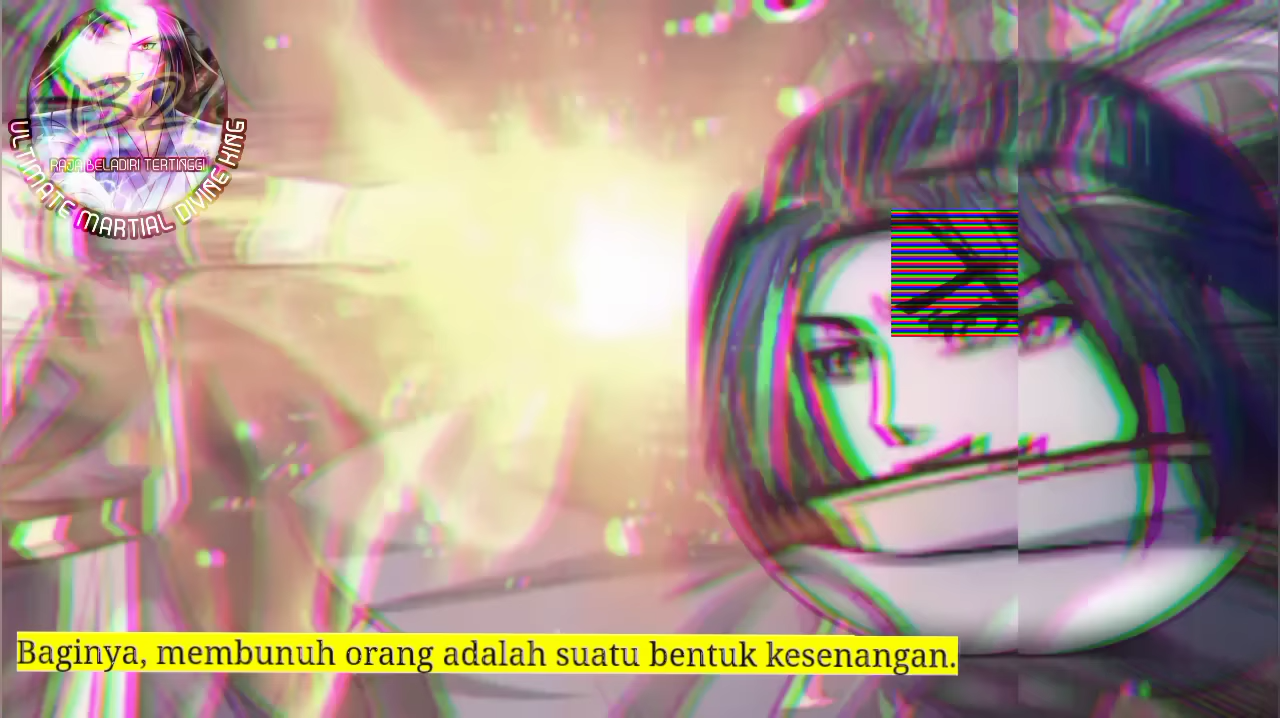 132
RAJA BELADIRI TERTINGGI
ULTIMATE MARTIAL DIVINE KING
Baginya, membunuh orang adalah suatu bentuk kesenangan.